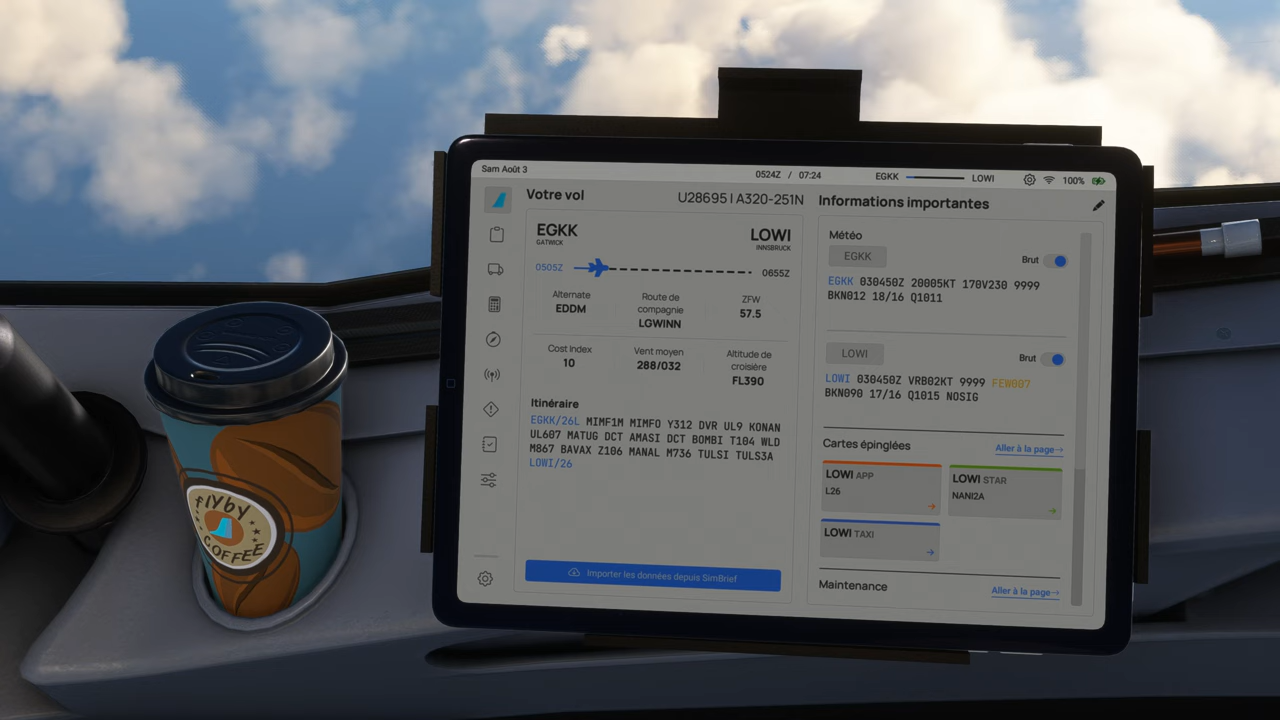 Sam Août 3
0524Z / 07:24
EGKK LOWI
100%
Votre vol
U28695 | A320-251N
EGKK
GATWICK
LOWI
INNSBRUCK
0505Z
0655Z
Alternate
EDDM
Route de
compagnie
LGWINN
ZFW
57.5
Cost Index
10
Vent moyen
288/032
Altitude de
croisière
FL390
Itinéraire
EGKK/26L MIMF1M MIMFO Y312 DVR UL9 KONAN
UL607 MATUG DCT AMASI DCT BOMBI T104 WLD
M867 BAVAX Z106 MANAL M736 TULSI TULS3A
LOWI/26
Importer les données depuis SimBrief
Informations importantes
Météo
EGKK
Brut
EGKK 030450Z 20005KT 170V230 9999
BKN012 18/16 Q1011
LOWI
Brut
LOWI 030450Z VRB02KT 9999 FEW007
BKN090 17/16 Q1015 NOSIG
Cartes épinglées
Aller à la page→
LOWI APP
L26
LOWI STAR
NANI2A
LOWI TAXI
Maintenance
Aller à la page→
flyby
COFFEE